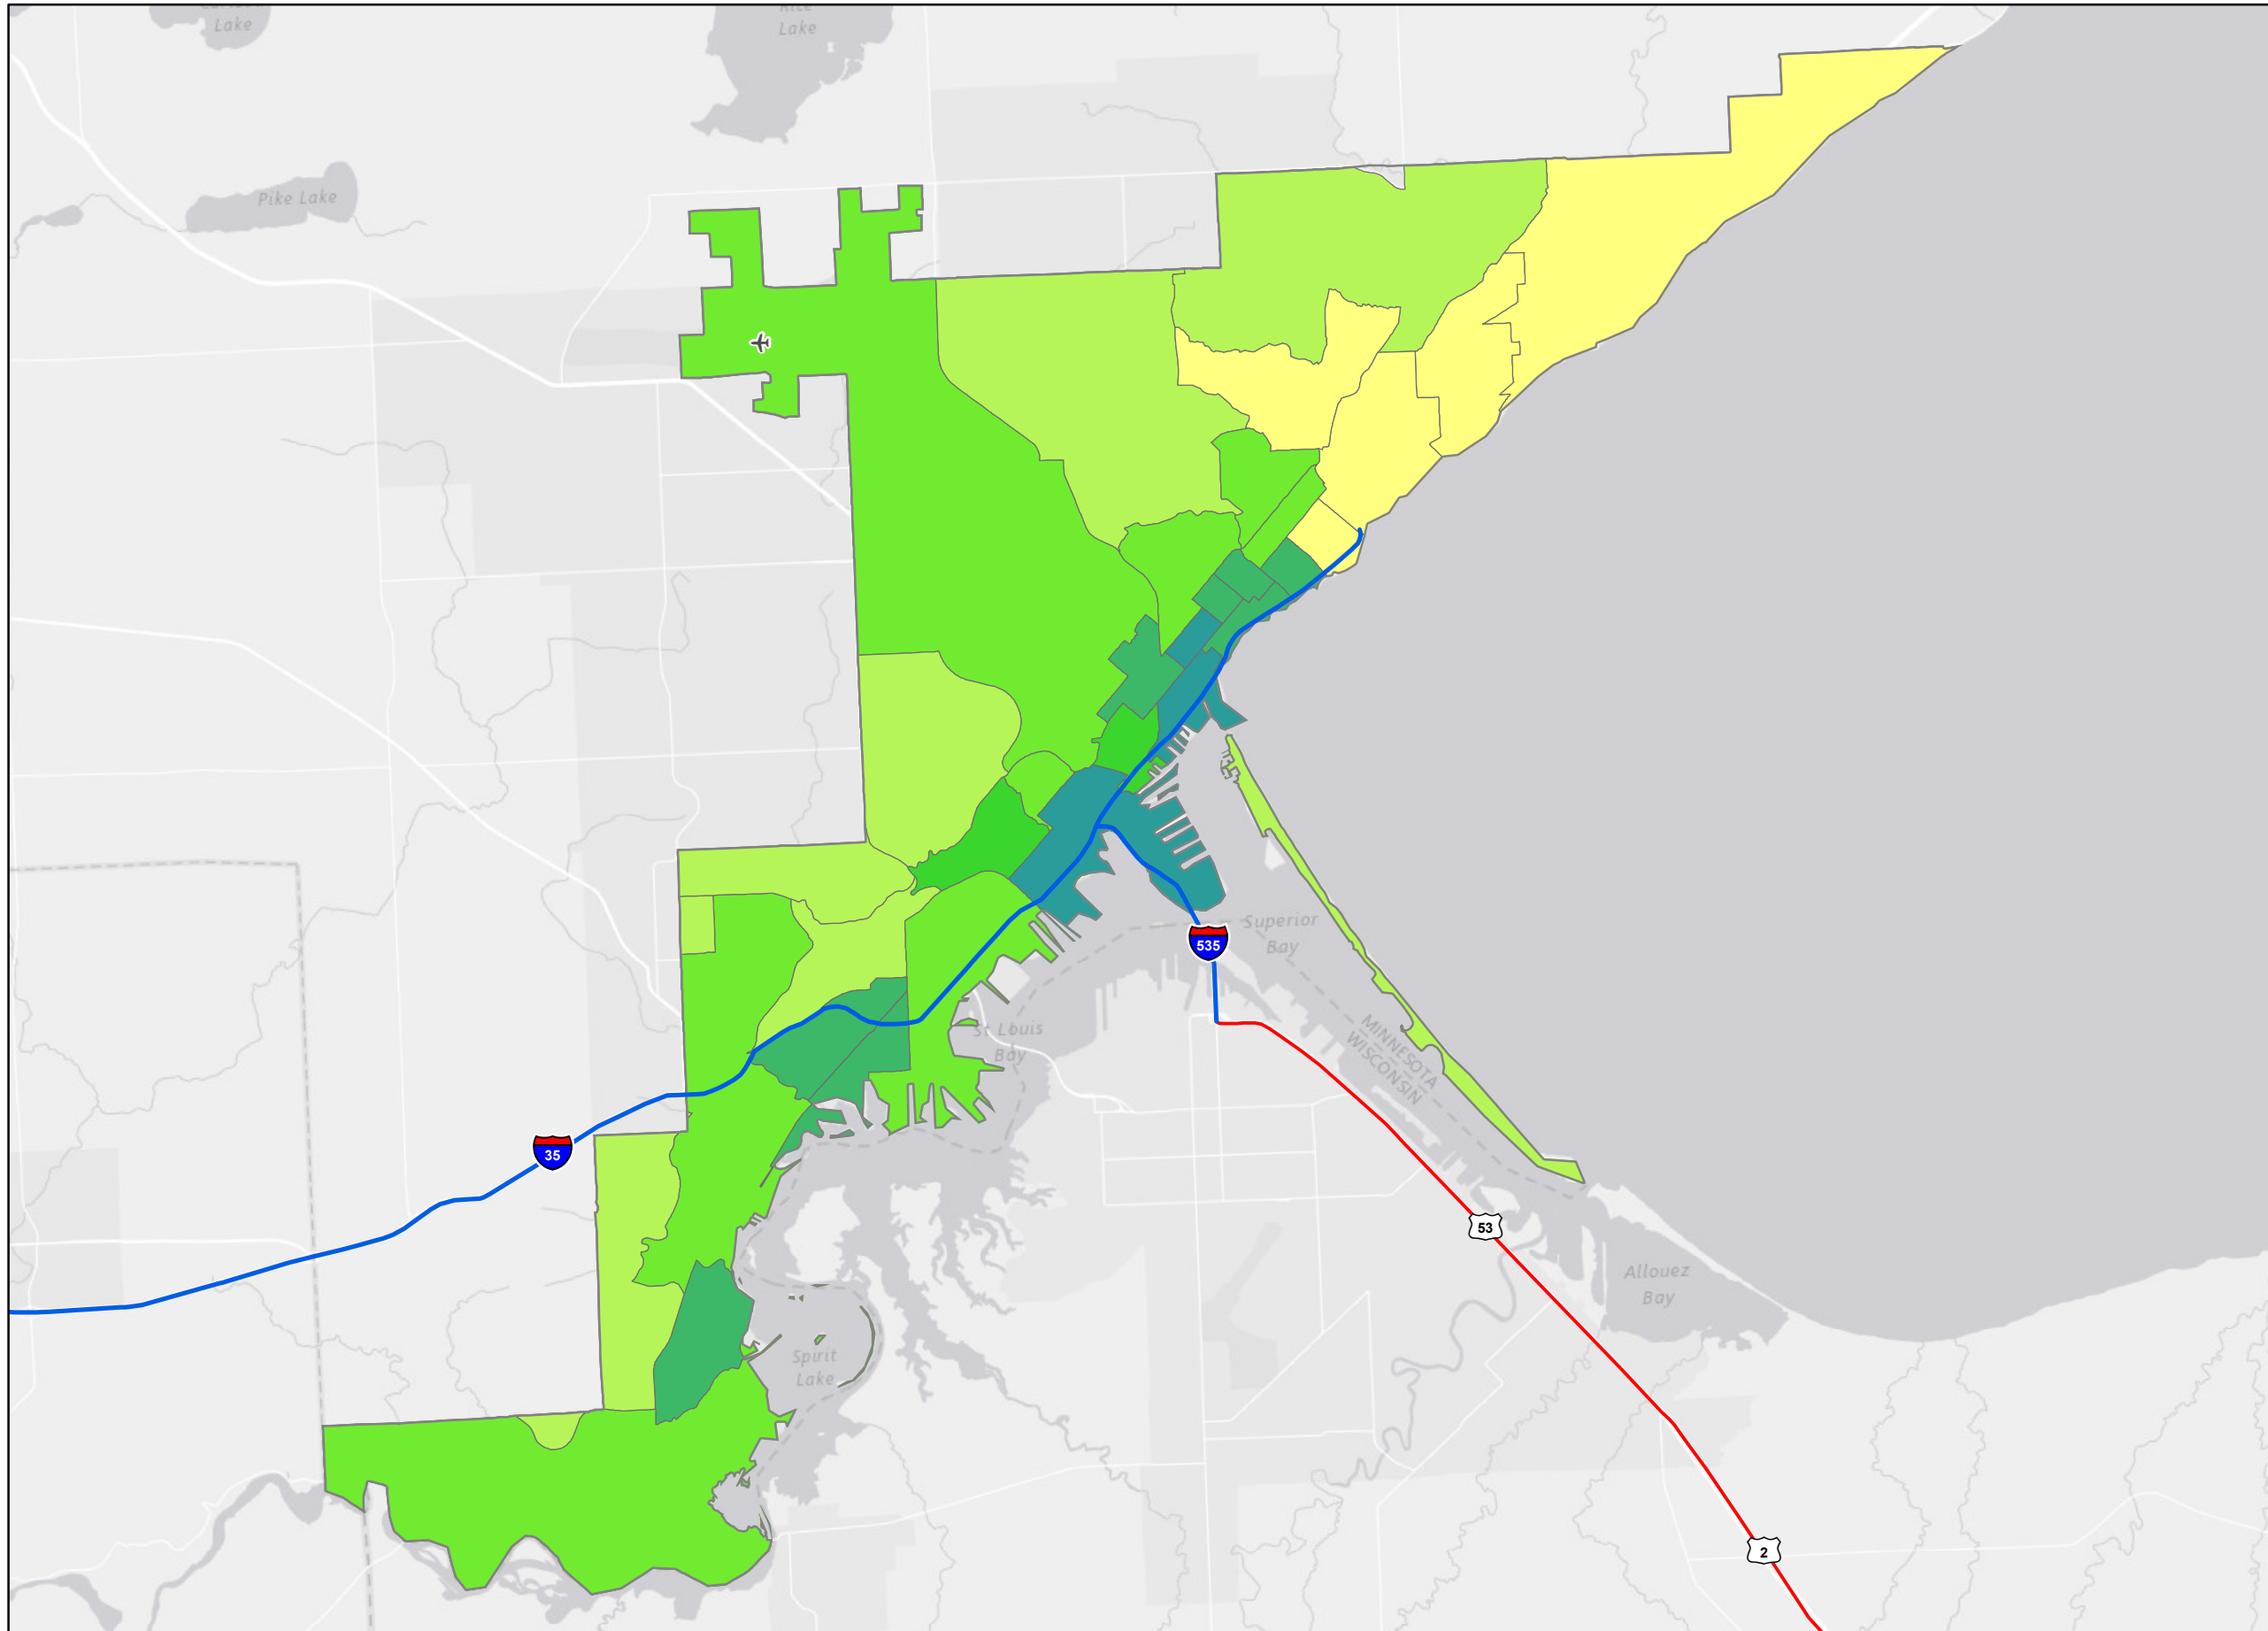 Lake
Rice
Lake
Pike Lake
535
Superior
Bay
St Louis
Bay
MINNESOTA
WISCONSIN
35
53
Allouez
Bay
Spirit
Lake
2